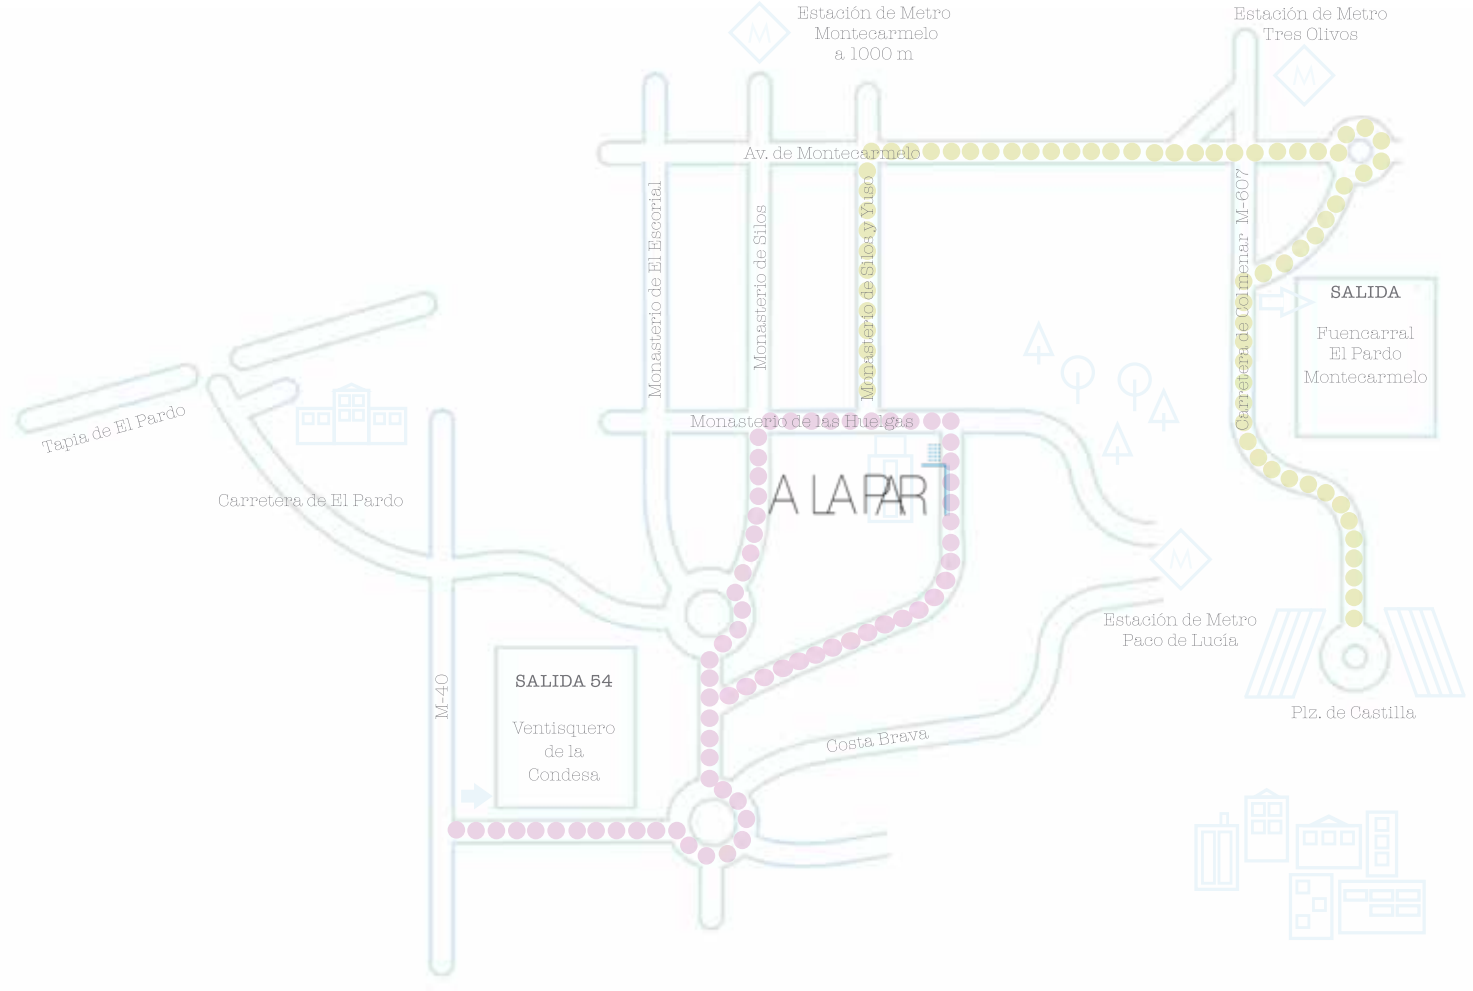 Estación de Metro
Montecarmelo
a 1000 m
Estación de Metro
Tres Olivos
M
M
Av. de Montecarmelo
Monasterio de El Escorial
Monasterio de Silos
Monasterio de Silos y Yuso
Carretera de Colmenar M-607
SALIDA
Fuencarral
El Pardo
Montecarmelo
Tapia de El Pardo
Monasterio de las Huelgas
Carretera de El Pardo
A LA PAR
M
Estación de Metro
Paco de Lucía
M-40
SALIDA 54
Ventisquero
de la
Condesa
Costa Brava
Plz. de Castilla